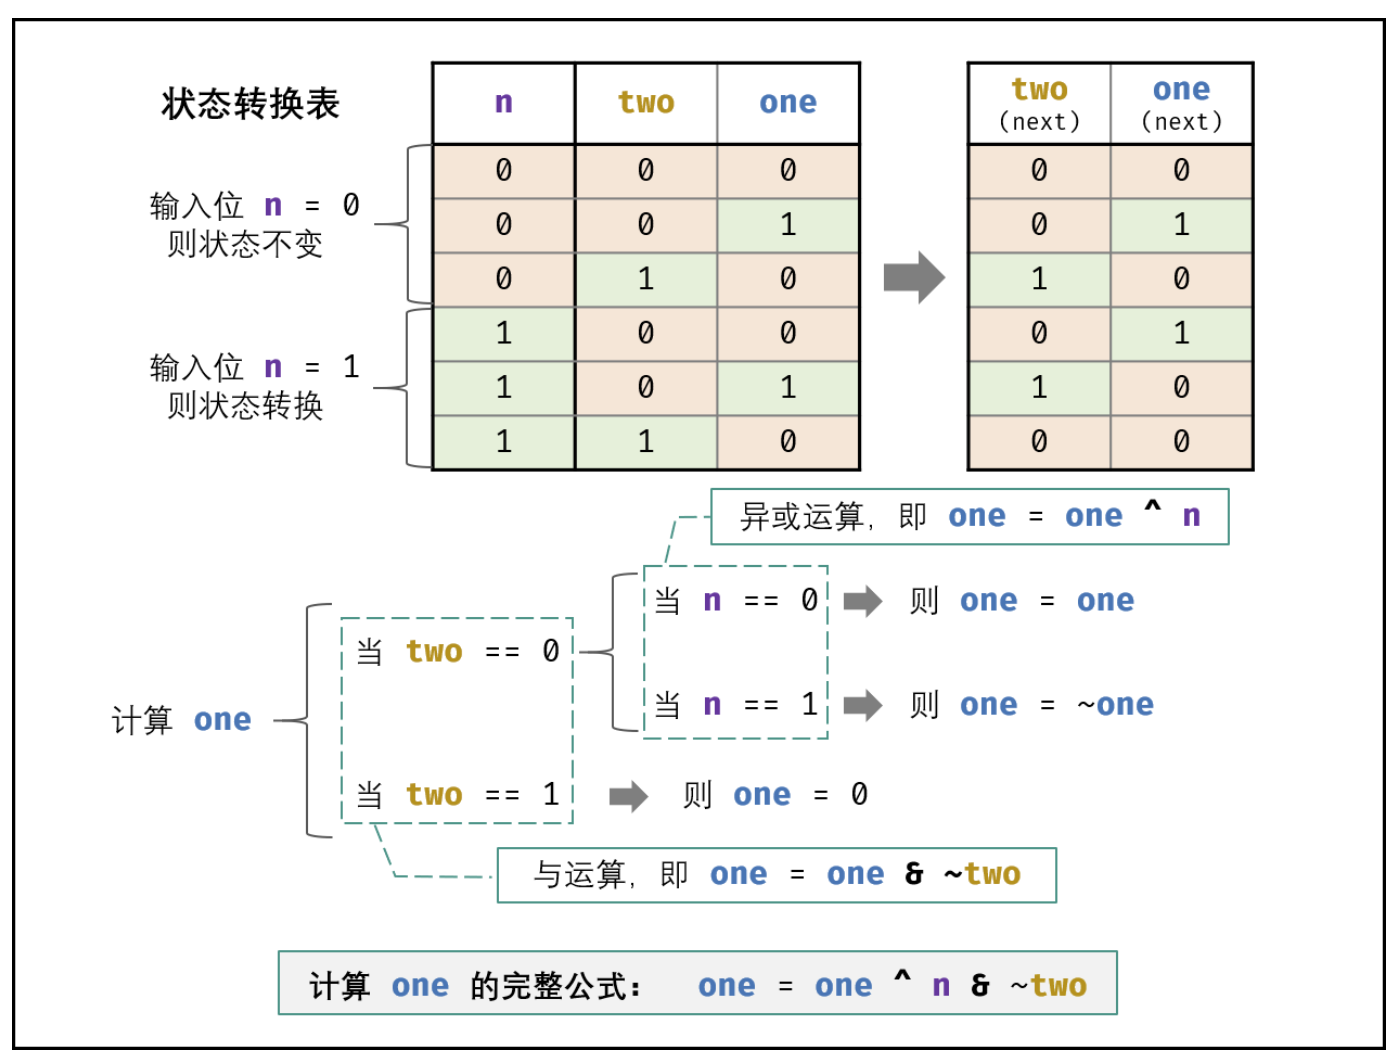 状态转换表
n two one two (next) one (next)
0 0 0 0 0
0 0 1 0 1
0 1 0 1 0
1 0 0 0 1
1 0 1 1 0
1 1 0 0 0
输入位 n = 0
则状态不变
输入位 n = 1
则状态转换
异或运算, 即 one = one ^ n
当 n == 0 则 one = one
当 two == 0
当 n == 1 则 one = ~one
计算 one
当 two == 1 则 one = 0
与运算, 即 one = one & ~two
计算 one 的完整公式: one = one ^ n & ~two